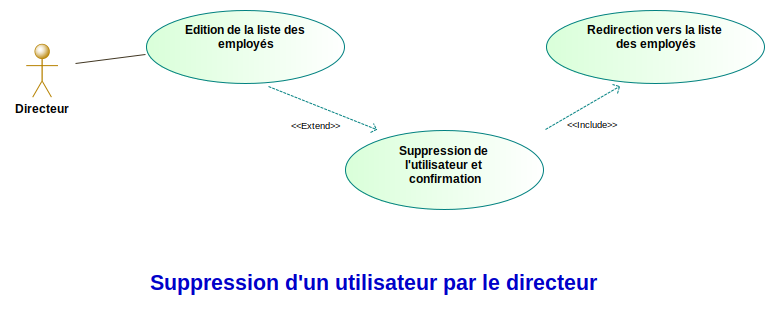 Edition de la liste des
employés
Redirection vers la liste
des employés
Directeur
<<Extend>>
<<Include>>
Suppression de
l'utilisateur et
confirmation
Suppression d'un utilisateur par le directeur